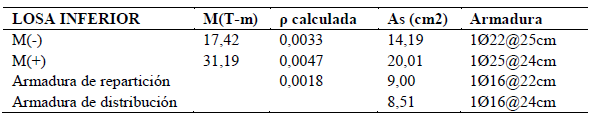 LOSA INFERIOR M(T-m) ρ calculada As (cm2) Armadura
M(-) 17,42 0,0033 14,19 1Ø22@25cm
M(+) 31,19 0,0047 20,01 1Ø25@24cm
Armadura de repartición 0,0018 9,00 1Ø16@22cm
Armadura de distribución 8,51 1Ø16@24cm